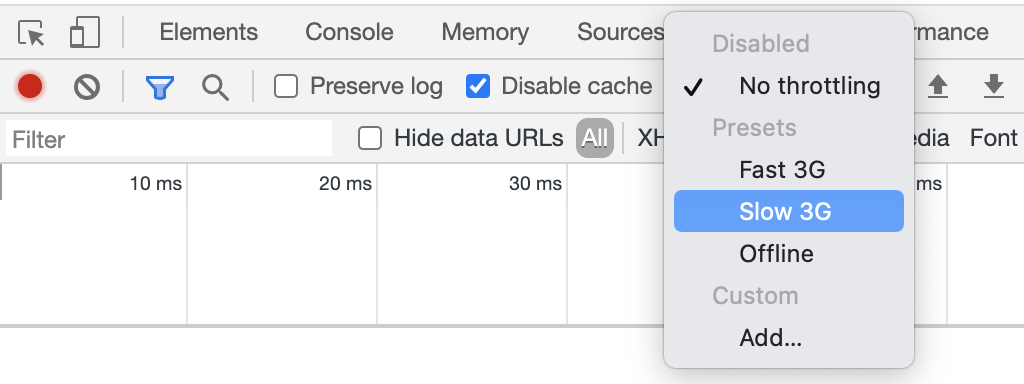 Elements Console Memory Sources rmance
Preserve log Disable cache
Filter Hide data URLs All XH edia Font
10 ms 20 ms 30 ms ms
Disabled
No throttling
Presets
Fast 3G
Slow 3G
Offline
Custom
Add...